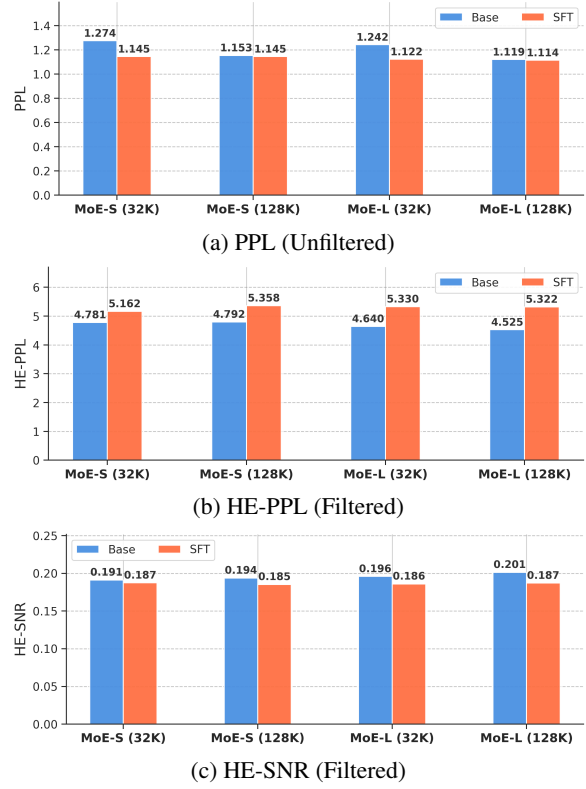 1.274
1.145
1.153
1.145
1.242
1.122
1.119
1.114
Base
SFT
PPL
1.4
1.2
1.0
0.8
0.6
0.4
0.2
0.0
MoE-S (32K)
MoE-S (128K)
MoE-L (32K)
MoE-L (128K)
(a) PPL (Unfiltered)
Base
SFT
4.781
5.162
4.792
5.358
4.640
5.330
4.525
5.322
HE-PPL
6
5
4
3
2
1
0
MoE-S (32K)
MoE-S (128K)
MoE-L (32K)
MoE-L (128K)
(b) HE-PPL (Filtered)
Base
SFT
0.191
0.187
0.194
0.185
0.196
0.186
0.201
0.187
HE-SNR
0.25
0.20
0.15
0.10
0.05
0.00
MoE-S (32K)
MoE-S (128K)
MoE-L (32K)
MoE-L (128K)
(c) HE-SNR (Filtered)